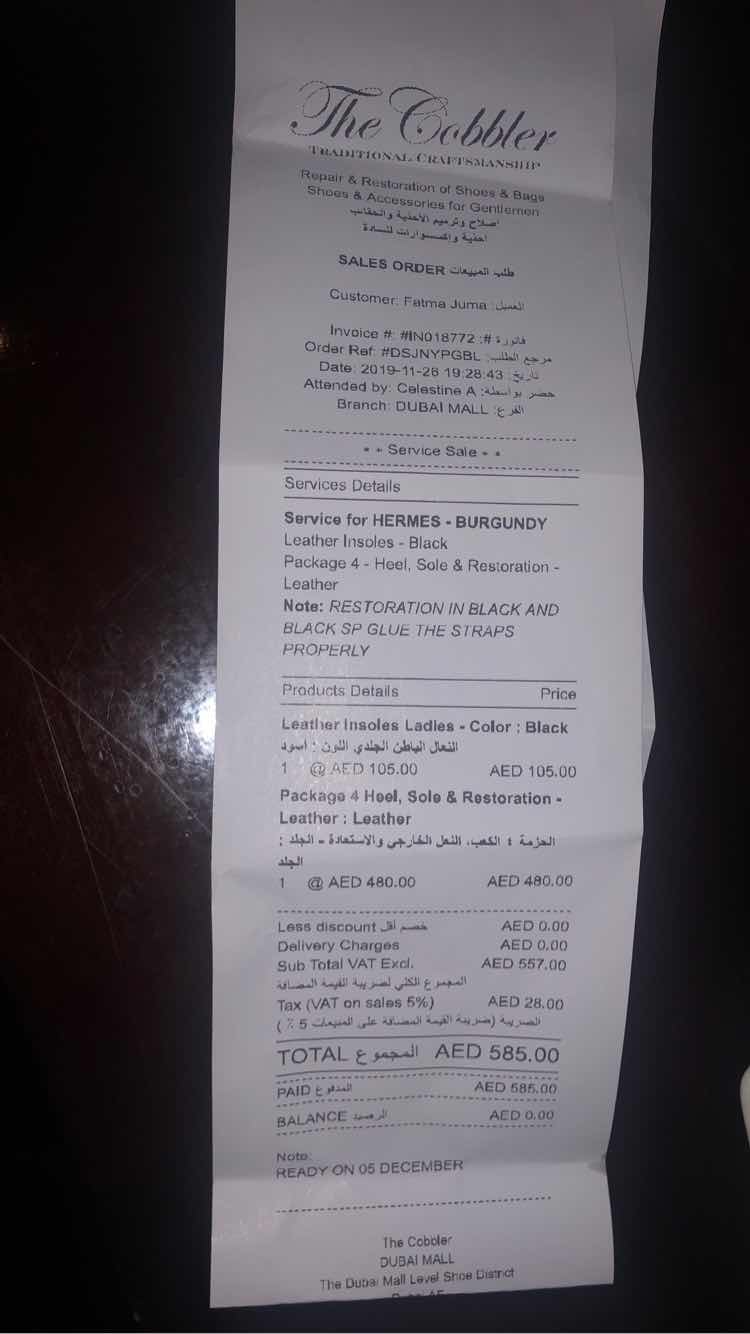 The Cobbler
TRADITIONAL CRAFTSMANSHIP
Repair & Restoration of Shoes & Bags
Shoes & Accessories for Gentlemen
اصلاح وترميم الأحذية والحقائب
احذية واكسسوارات للسادة
SALES ORDER طلب المبيعات
Customer: Fatma Juma :العميل
Invoice #: #IN018772 :# فاتورة
Order Ref: #DSJNYPGBL :مرجع الطلب
Date: 2019-11-26 19:28:43 :تاريخ
Attended by: Celestine A :حضر بواسطة
Branch: DUBAI MALL :الفرع
* * Service Sale * *
Services Details
Service for HERMES - BURGUNDY
Leather Insoles - Black
Package 4 - Heel, Sole & Restoration -
Leather
Note: RESTORATION IN BLACK AND
BLACK SP GLUE THE STRAPS
PROPERLY
Products Details Price
Leather Insoles Ladies - Color : Black
النعال الباطن الجلدي اللون : اسود
1 @ AED 105.00 AED 105.00
Package 4 Heel, Sole & Restoration -
Leather : Leather
الحزمة ٤ الكعب، النعل الخارجي والاستعادة - الجلد :
الجلد
1 @ AED 480.00 AED 480.00
Less discount خصم أقل AED 0.00
Delivery Charges AED 0.00
Sub Total VAT Excl. AED 557.00
المجموع الكلي لضريبة القيمة المضافة
Tax (VAT on sales 5%) AED 28.00
الضريبة (ضريبة القيمة المضافة على المبيعات 5 ٪)
TOTAL المجموع AED 585.00
PAID المدفوع AED 585.00
BALANCE AED 0.00
Note:
READY ON 05 DECEMBER
The Cobbler
DUBAI MALL
The Dubai Mall Level Shoe District